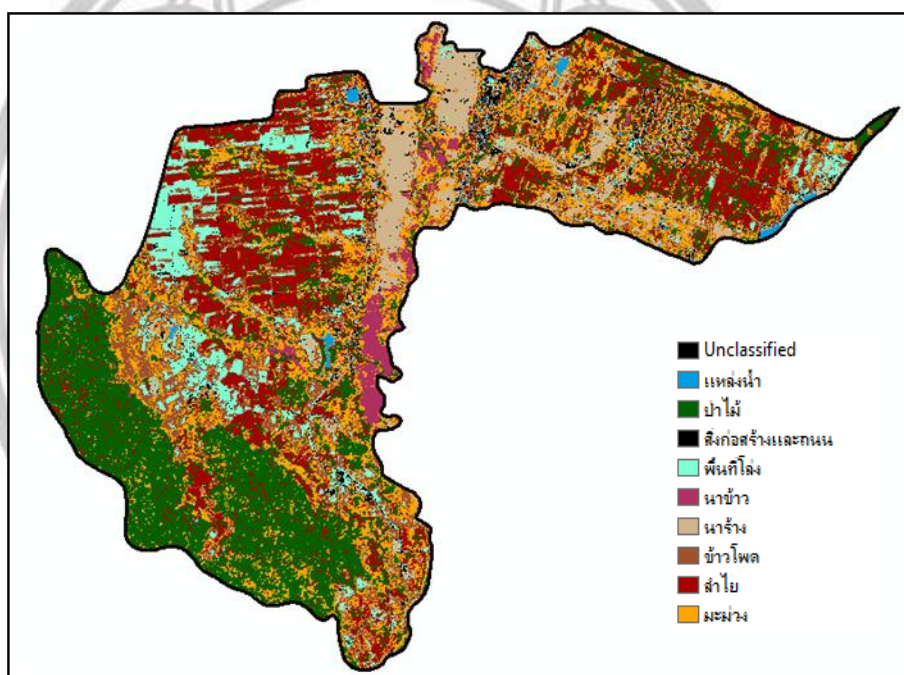 Unclassified
แหล่งน้ำ
ป่าไม้
สิ่งก่อสร้างและถนน
พื้นที่โล่ง
นาข้าว
นาร้าง
ข้าวโพด
ลำไย
มะม่วง